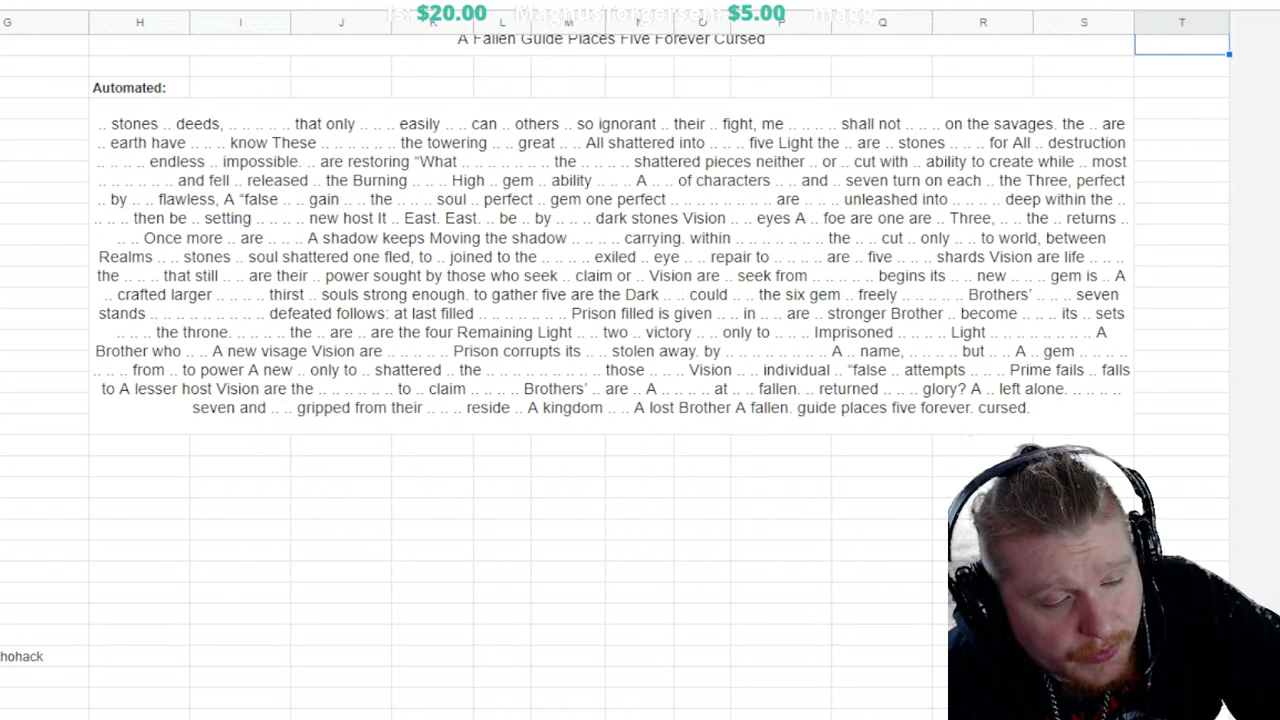 $20.00 $5.00
G H I J K L M Q R S T
A Fallen Guide Places Five Forever Cursed
Automated:
.. stones .. deeds, .. .. .. .. that only .. .. .. easily .. .. can .. others .. so ignorant .. their .. fight, me .. .. .. .. shall not .. .. .. on the savages. the .. are
.. earth have .. .. .. know These .. .. .. .. the towering .. .. great .. .. All shattered into .. .. .. five Light the .. are .. stones .. .. .. for All .. destruction
.. .. .. .. endless .. impossible. .. are restoring “What .. .. .. .. .. .. the .. .. .. shattered pieces neither .. or .. cut with .. ability to create while .. most
.. .. .. .. .. .. and fell .. released .. the Burning .. .. .. High .. gem .. ability .. .. .. A .. .. of characters .. .. and .. seven turn on each .. the Three, perfect
.. by .. .. flawless, A “false .. .. gain .. .. the .. .. soul .. perfect .. gem one perfect .. .. .. .. .. .. .. are .. .. unleashed into .. .. .. .. deep within the ..
.. .. .. then be .. setting .. .. .. .. new host It .. East. East. .. be .. by .. .. .. dark stones Vision .. .. eyes A .. foe are one are .. Three, .. .. the .. returns ..
.. .. Once more .. are .. .. .. A shadow keeps Moving the shadow .. .. .. .. carrying. within .. .. .. .. .. .. .. the .. .. cut .. only .. .. to world, between
Realms .. .. stones .. soul shattered one fled, to .. joined to the .. .. .. .. exiled .. eye .. .. repair to .. .. .. .. are .. five .. .. .. shards Vision are life .. .. ..
the .. .. .. that still .. .. are their .. power sought by those who seek .. claim or .. Vision are .. seek from .. .. .. .. begins its .. .. new .. .. gem is .. A
.. crafted larger .. .. .. .. thirst .. souls strong enough. to gather five are the Dark .. .. could .. .. the six gem .. freely .. .. .. .. .. Brothers’ .. .. .. seven
stands .. .. .. .. .. .. defeated follows: at last filled .. .. .. .. .. .. .. Prison filled is given .. .. in .. .. are .. stronger Brother .. become .. .. .. its .. sets
.. .. .. the throne. .. .. .. the .. are .. are the four Remaining Light .. .. two .. victory .. .. only to .. .. .. Imprisoned .. .. .. Light .. .. .. .. .. A
Brother who .. .. A new visage Vision are .. .. .. .. .. Prison corrupts its .. .. stolen away. by .. .. .. .. .. .. .. .. A .. name, .. .. .. but .. .. A .. gem .. .. ..
.. .. .. from .. to power A new .. only to .. shattered .. the .. .. .. .. .. .. .. those .. .. Vision .. individual .. “false .. attempts .. .. .. Prime fails .. falls
to A lesser host Vision are the .. .. .. .. .. .. to .. claim .. .. .. .. Brothers’ .. are .. A .. .. .. at .. fallen. .. returned .. .. .. glory? A .. left alone. .. .. .. ..
seven and .. .. gripped from their .. .. .. reside .. A kingdom .. .. A lost Brother A fallen. guide places five forever. cursed.
hohack